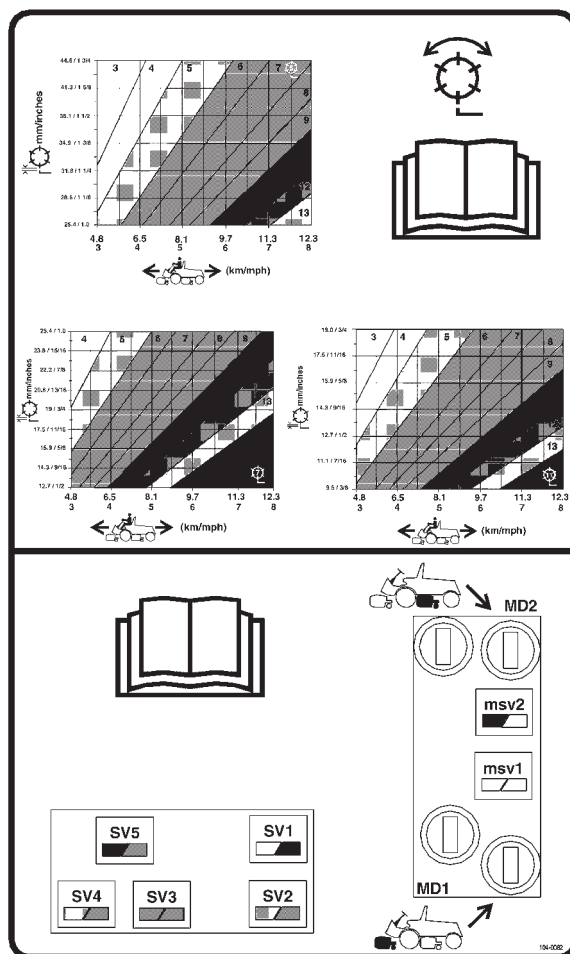 44.5 / 1 3/4
41.3 / 1 5/8
38.1 / 1 1/2
34.9 / 1 3/8
31.8 / 1 1/4
28.6 / 1 1/8
25.4 / 1.0
mm/inches
3 4 5 6 7
8
9
13
4.8 6.5 8.1 9.7 11.3 12.3
3 4 5 6 7 8
(km/mph)
25.4 / 1.0
23.8 / 15/16
22.2 / 7/8
20.6 / 13/16
19 / 3/4
17.5 / 11/16
15.9 / 5/8
14.3 / 9/16
12.7 / 1/2
mm/inches
4 5 6 7 8 9
13
7
4.8 6.5 8.1 9.7 11.3 12.3
3 4 5 6 7 8
(km/mph)
19.0 / 3/4
17.5 / 11/16
15.9 / 5/8
14.3 / 9/16
12.7 / 1/2
11.1 / 7/16
9.5 / 3/8
mm/inches
3 4 5 6 7 8
9
13
11
4.8 6.5 8.1 9.7 11.3 12.3
3 4 5 6 7 8
(km/mph)
MD2
msv2
msv1
MD1
SV5 SV1
SV4 SV3 SV2
104-0082